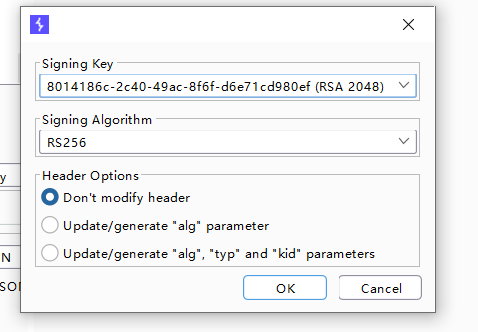 Signing Key
8014186c-2c40-49ac-8f6f-d6e71cd980ef (RSA 2048)
Signing Algorithm
RS256
Header Options
Don't modify header
y
Update/generate "alg" parameter
Update/generate "alg", "typ" and "kid" parameters
N
SON
OK
Cancel